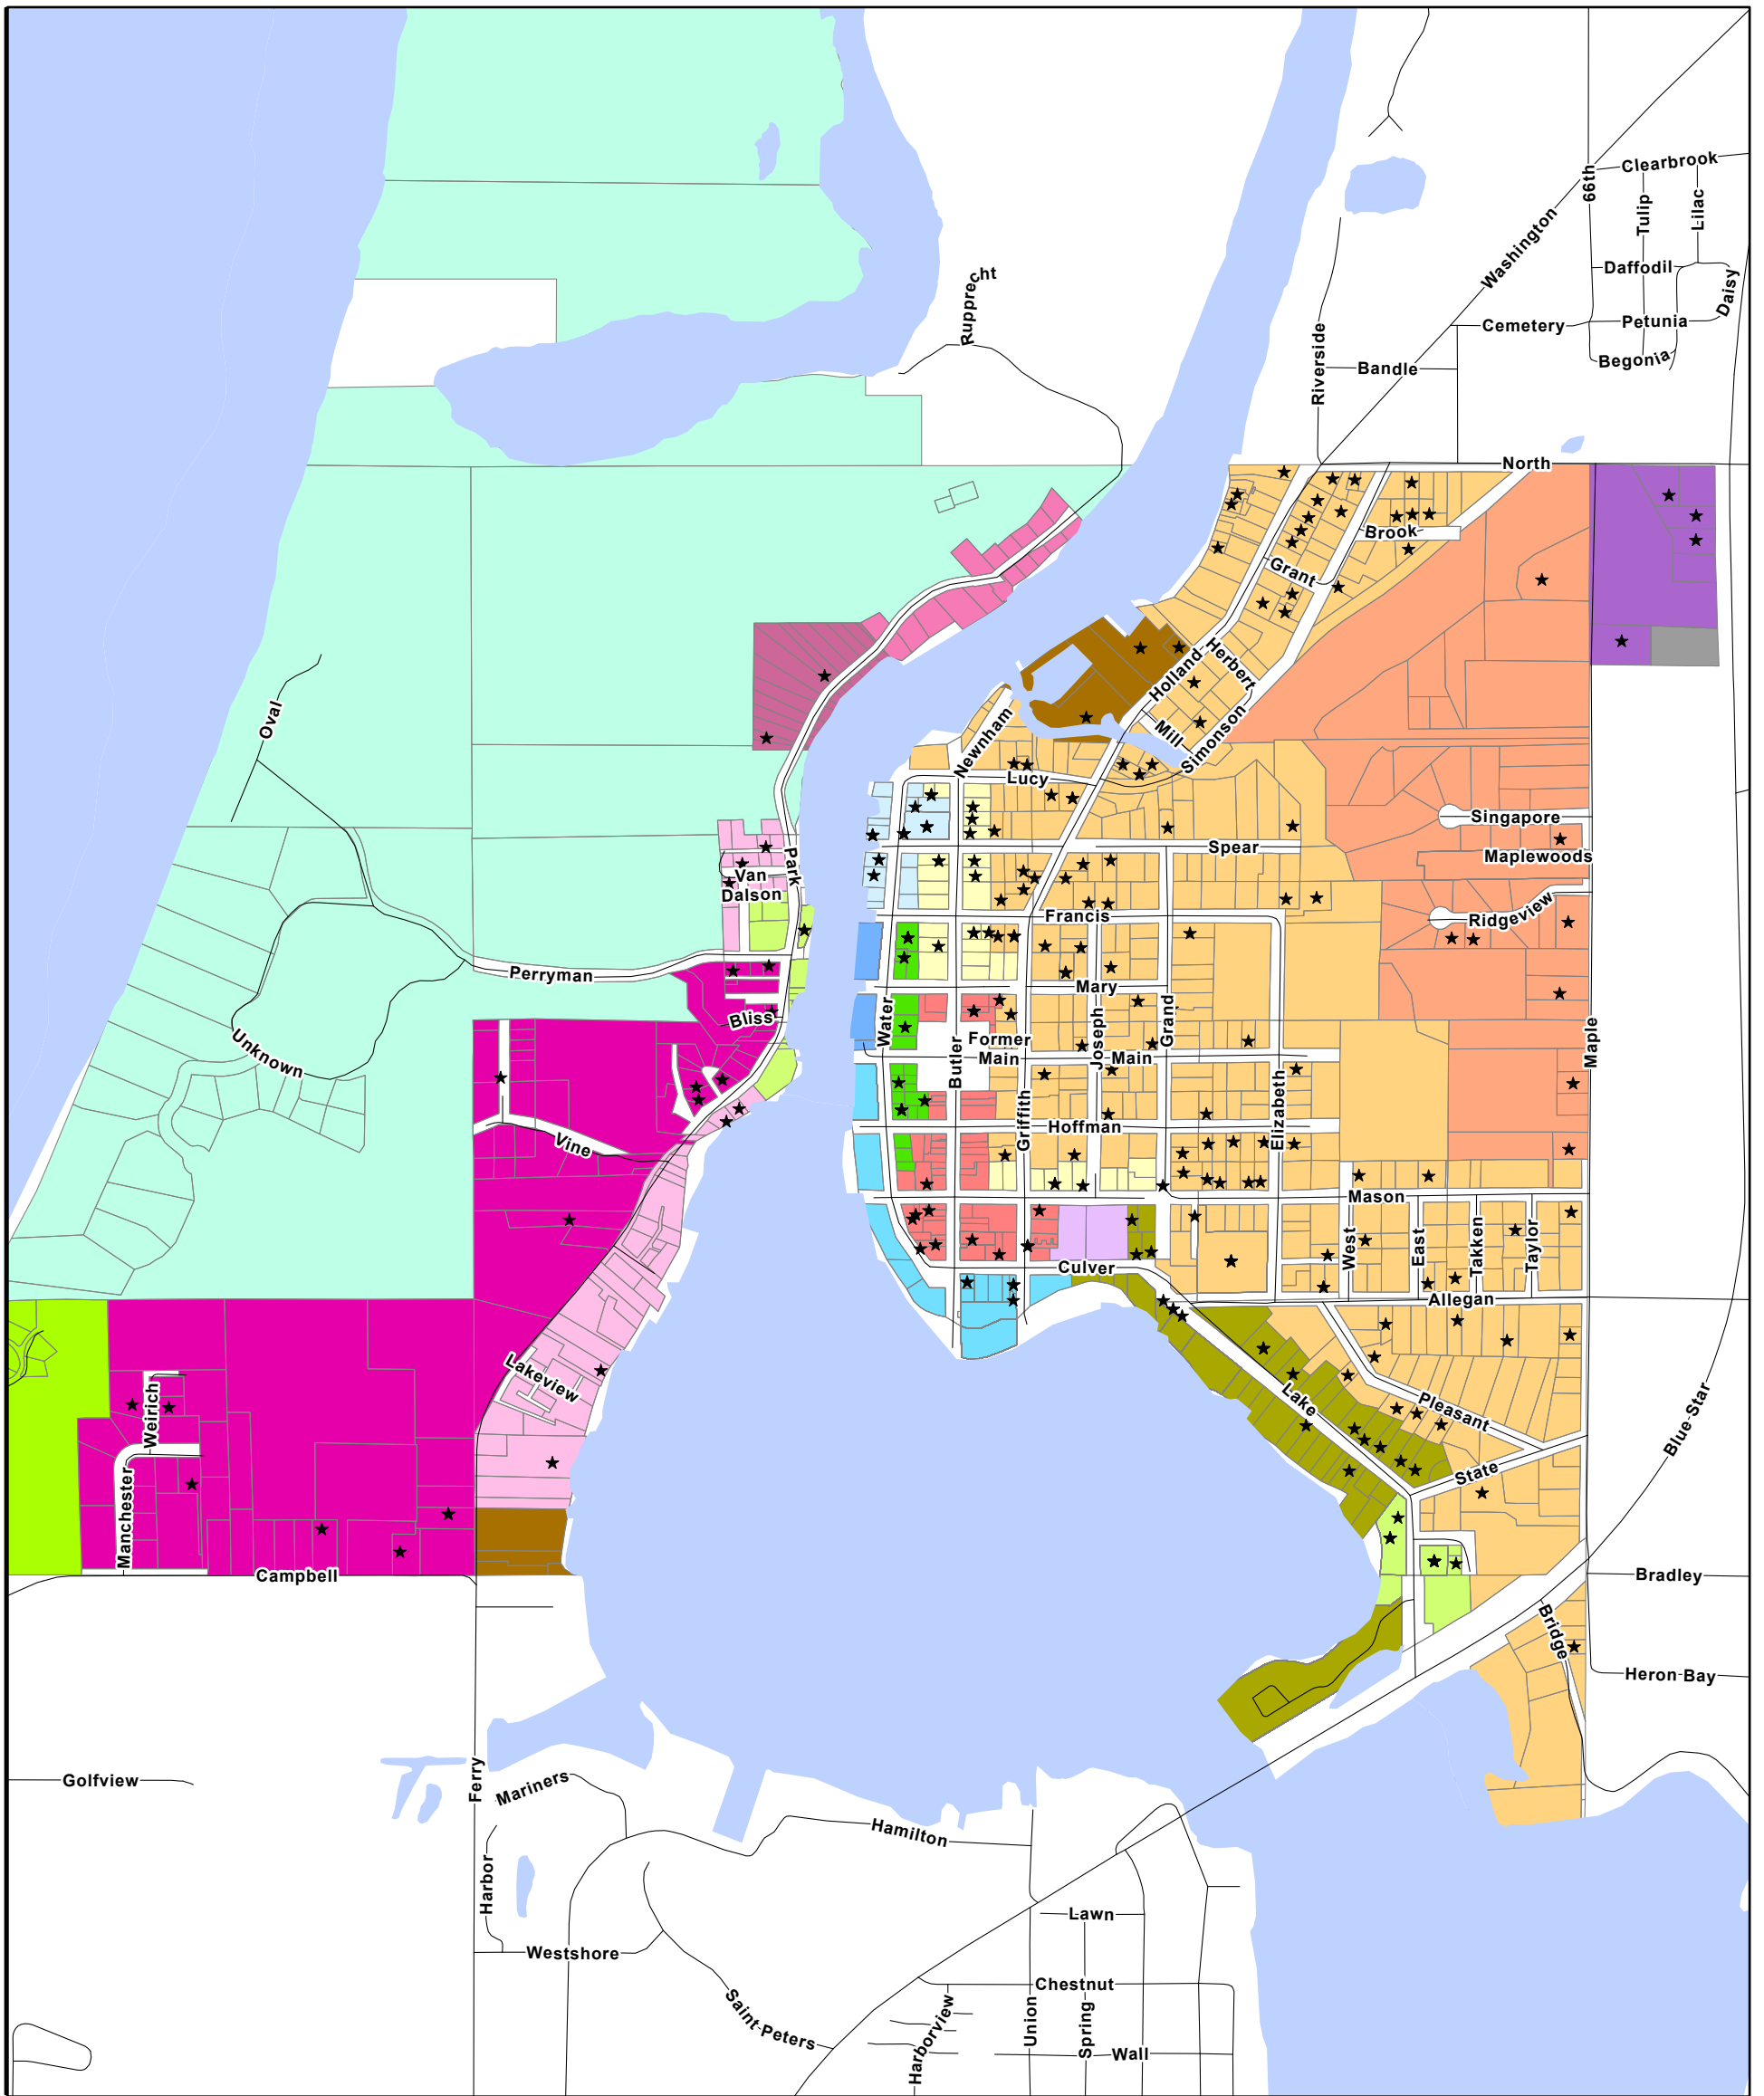 Clearbrook
66th
Tulip
Lilac
Washington
Daffodil
Daisy
Rupprecht
Cemetery
Petunia
Begonia
Riverside
Bandle
North
Brook
Grant
Herbert
Holland
Oval
Newnham
Mill
Simonson
Lucy
Singapore
Spear
Maplewoods
Park
Van
Dalson
Francis
Ridgeview
Perryman
Mary
Bliss
Water
Joseph
Grand
Unknown
Former
Main
Main
Maple
Butler
Griffith
Elizabeth
Hoffman
Vine
Mason
West
East
Takken
Taylor
Culver
Allegan
Lakeview
Weirich
Lake
Pleasant
Blue Star
State
Manchester
Campbell
Bradley
Bridge
Heron Bay
Golfview
Ferry
Mariners
Hamilton
Harbor
Lawn
Westshore
Chestnut
Saint Peters
Harborview
Union
Spring
Wall